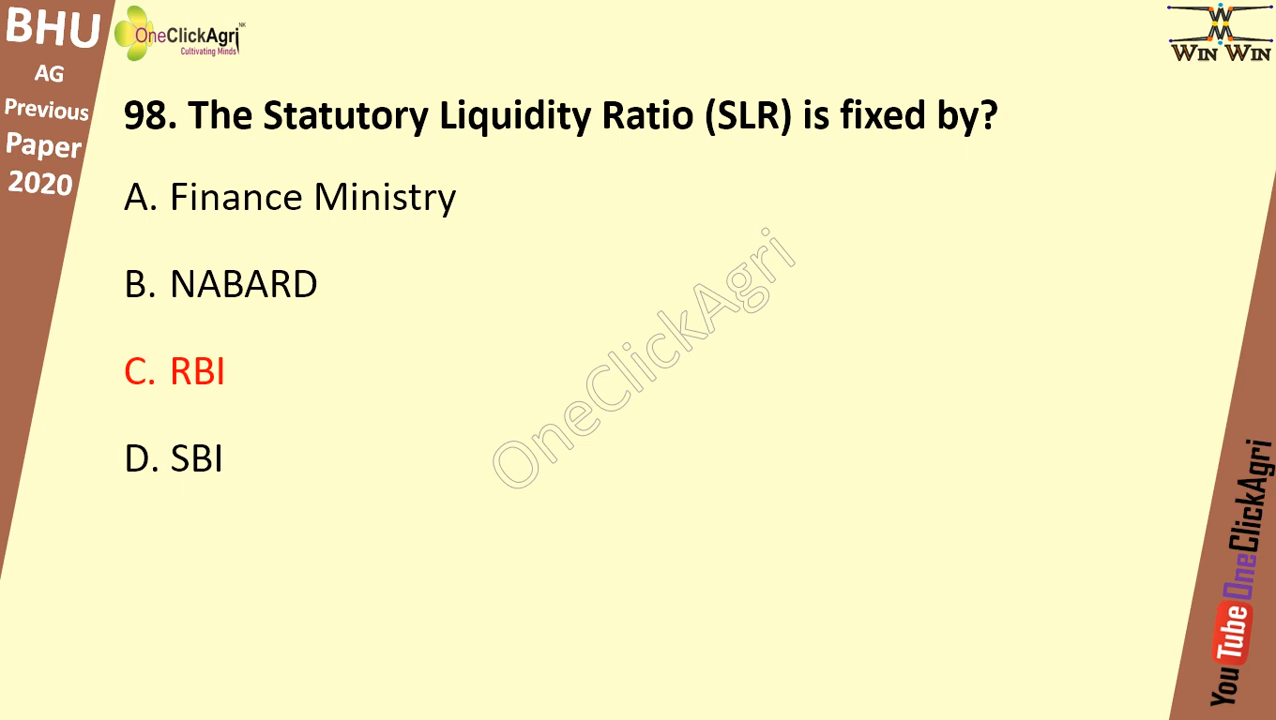 BHU
AG
Previous
Paper
2020
OneClickAgri
NK
Cultivating Minds
WIN WIN
98. The Statutory Liquidity Ratio (SLR) is fixed by?
A. Finance Ministry
B. NABARD
C. RBI
D. SBI
OneClickAgri
YouTube OneClickAgri